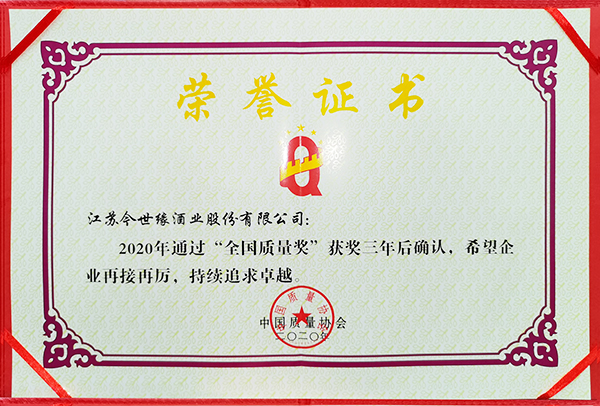 荣誉证书
江苏今世缘酒业股份有限公司：
2020年通过“全国质量奖”获奖三年后确认，希望企
业再接再厉，持续追求卓越。
中国质量协会
二〇二〇年